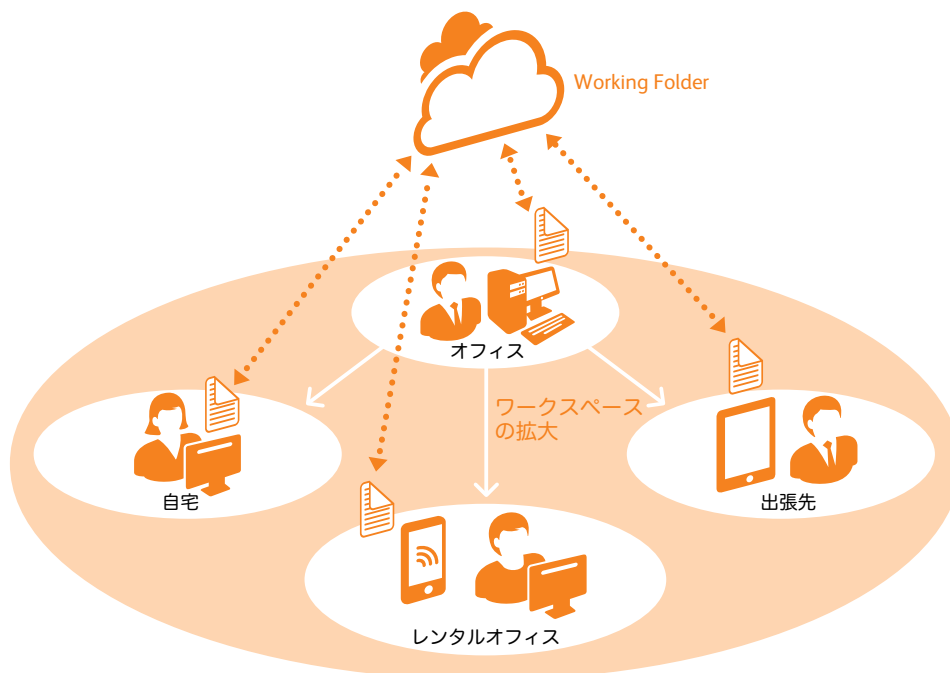 Working Folder
オフィス
ワークスペース
の拡大
自宅
出張先
レンタルオフィス